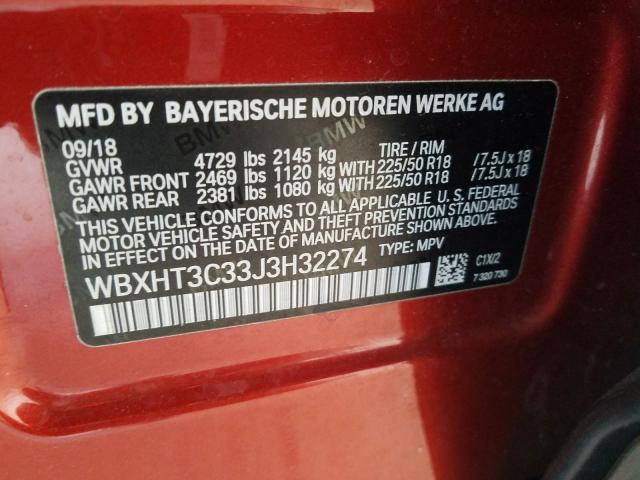 MFD BY BAYERISCHE MOTOREN WERKE AG
09/18 TIRE / RIM
GVWR 4729 lbs 2145 kg
GAWR FRONT 2469 lbs 1120 kg WITH 225/50 R18 /7.5J x 18
GAWR REAR 2381 lbs 1080 kg WITH 225/50 R18 /7.5J x 18
THIS VEHICLE CONFORMS TO ALL APPLICABLE U. S. FEDERAL
MOTOR VEHICLE SAFETY AND THEFT PREVENTION STANDARDS
IN EFFECT ON THE DATE OF MANUFACTURE SHOWN ABOVE.
WBXHT3C33J3H32274 TYPE: MPV
C1X/2
7 320 730